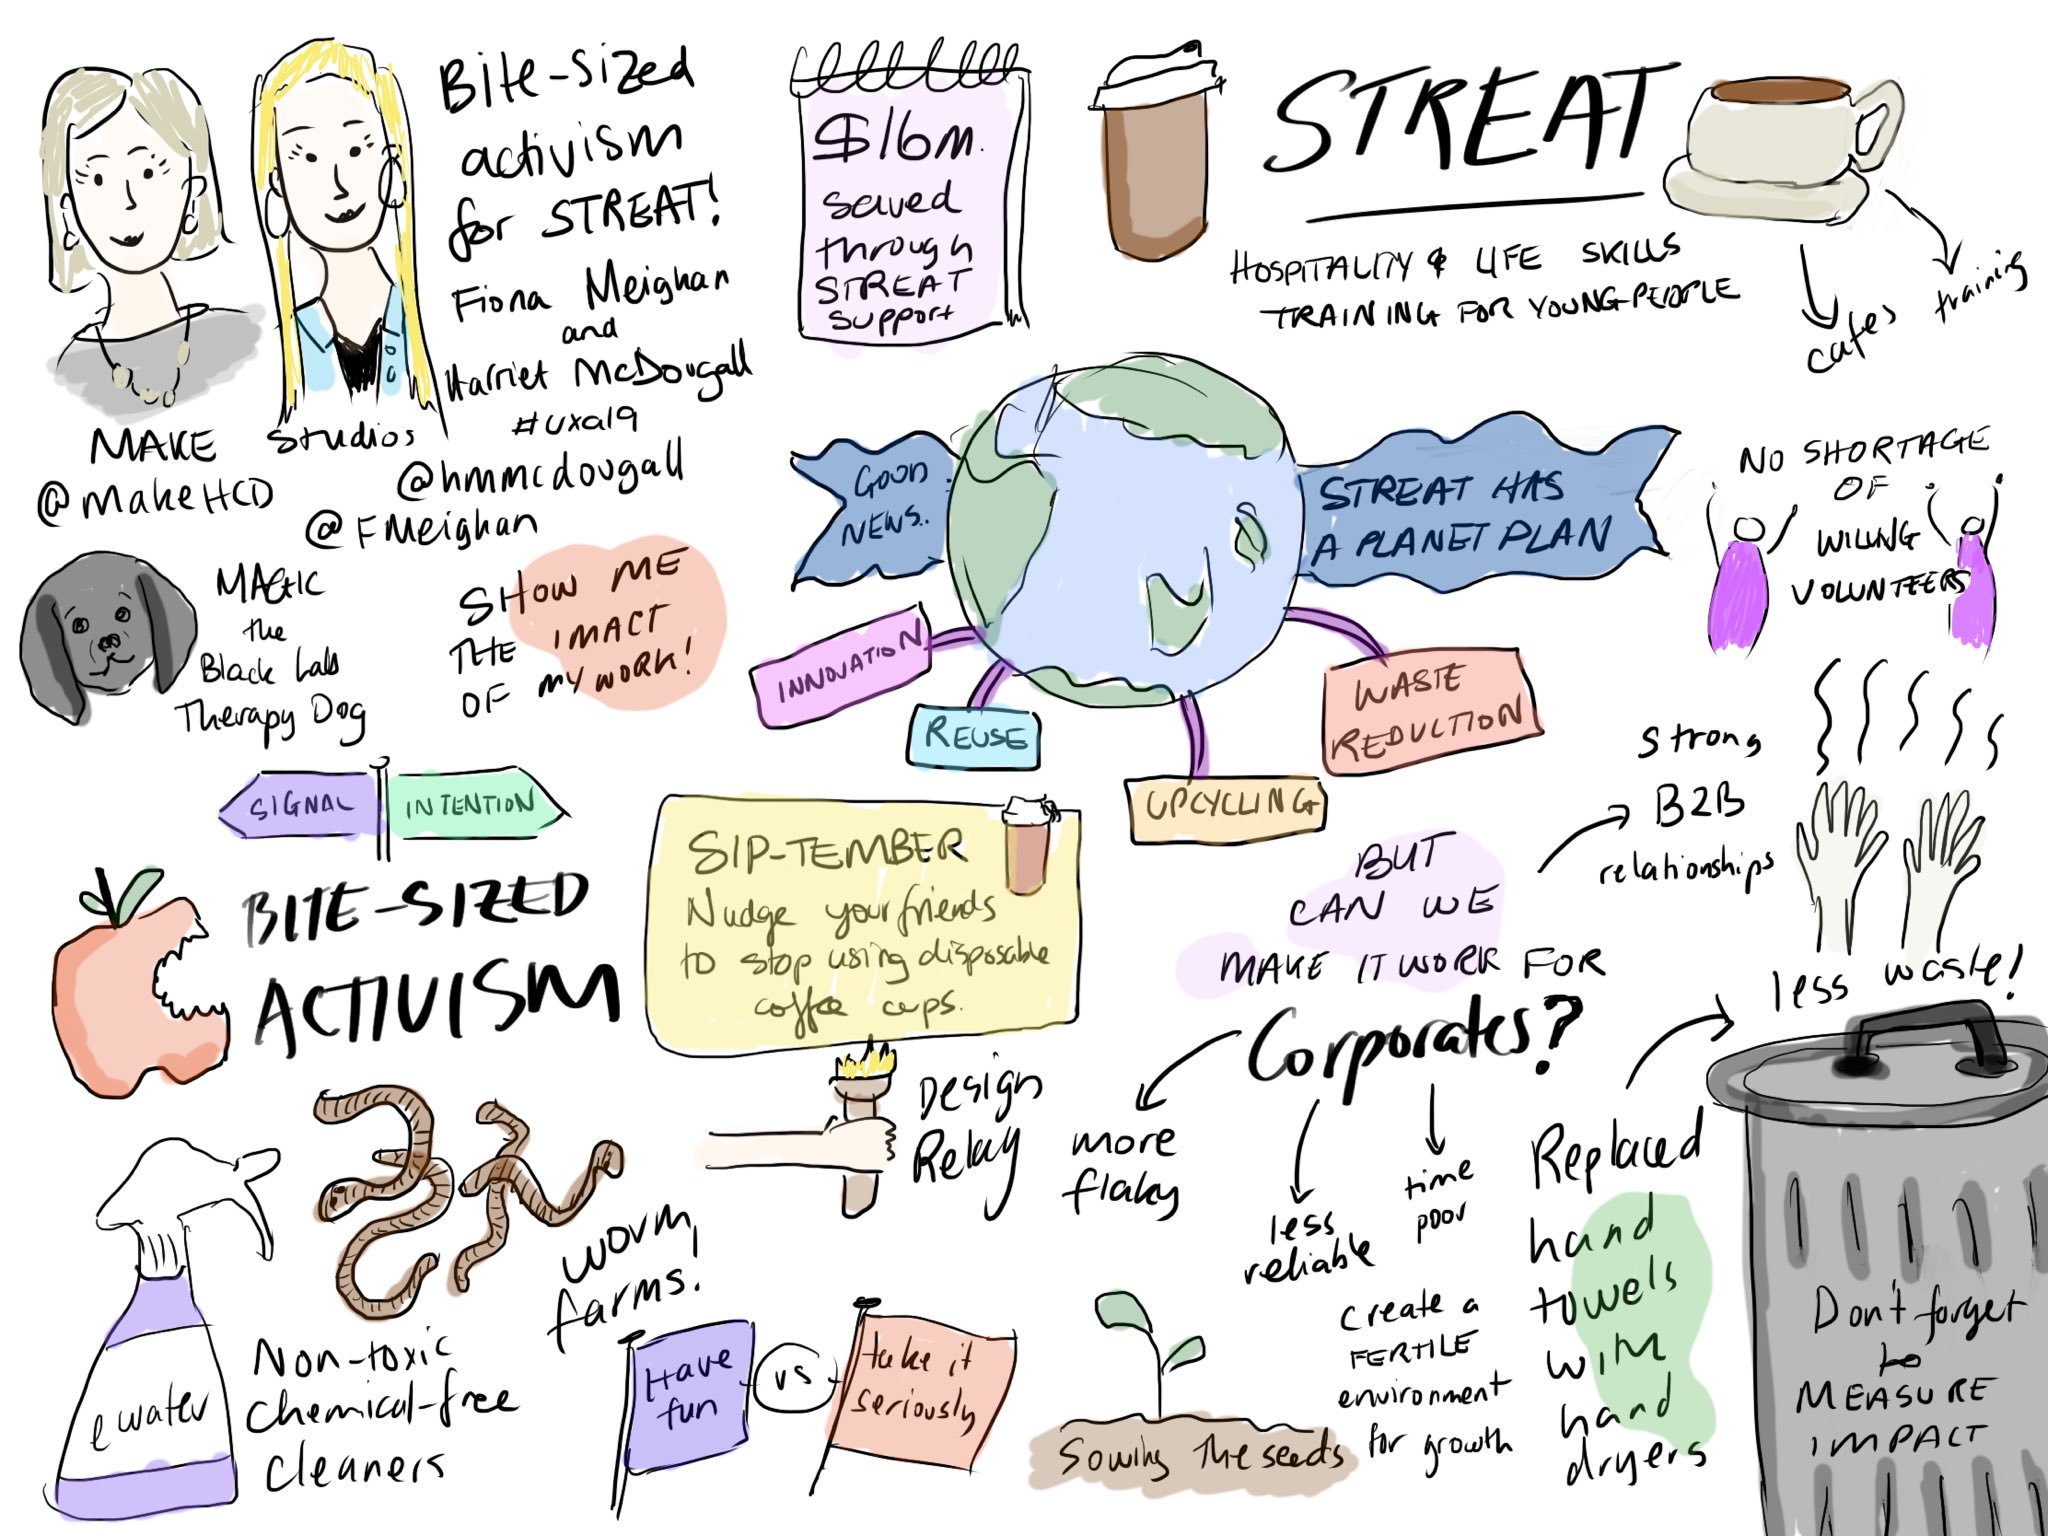 Bite-sized
activism
for STREAT!
Fiona Meighan
and
Harriet McDougall
#uxa19
@hmmcdougall
@FMeighan
MAKE
Studios
@makeHCD
$16m.
saved
through
STREAT
support
STREAT
HOSPITALITY & LIFE SKILLS
TRAINING FOR YOUNG PEOPLE
cafes
training
GOOD
NEWS..
STREAT HAS
A PLANET PLAN
INNOVATION
REUSE
UPCYCLING
WASTE
REDUCTION
NO SHORTAGE
OF
WILLING
VOLUNTEERS
MAGIC
the
Black Lab
Therapy Dog
SHOW ME
THE IMACT
OF MY WORK!
SIGNAL
INTENTION
BITE-SIZED
ACTIVISM
SIP-TEMBER
Nudge your friends
to stop using disposable
coffee cups.
Design
Relay
BUT
CAN WE
MAKE IT WORK FOR
Corporates?
strong
B2B
relationships
more
flaky
less
reliable
time
poor
less waste!
Replaced
hand
towels
with
hand
dryers
Don't forget
to
MEASURE
IMPACT
worm
farms!
e water
Non-toxic
chemical-free
cleaners
Have
fun
vs
take it
seriously
Sowing the seeds
create a
FERTILE
environment
for growth